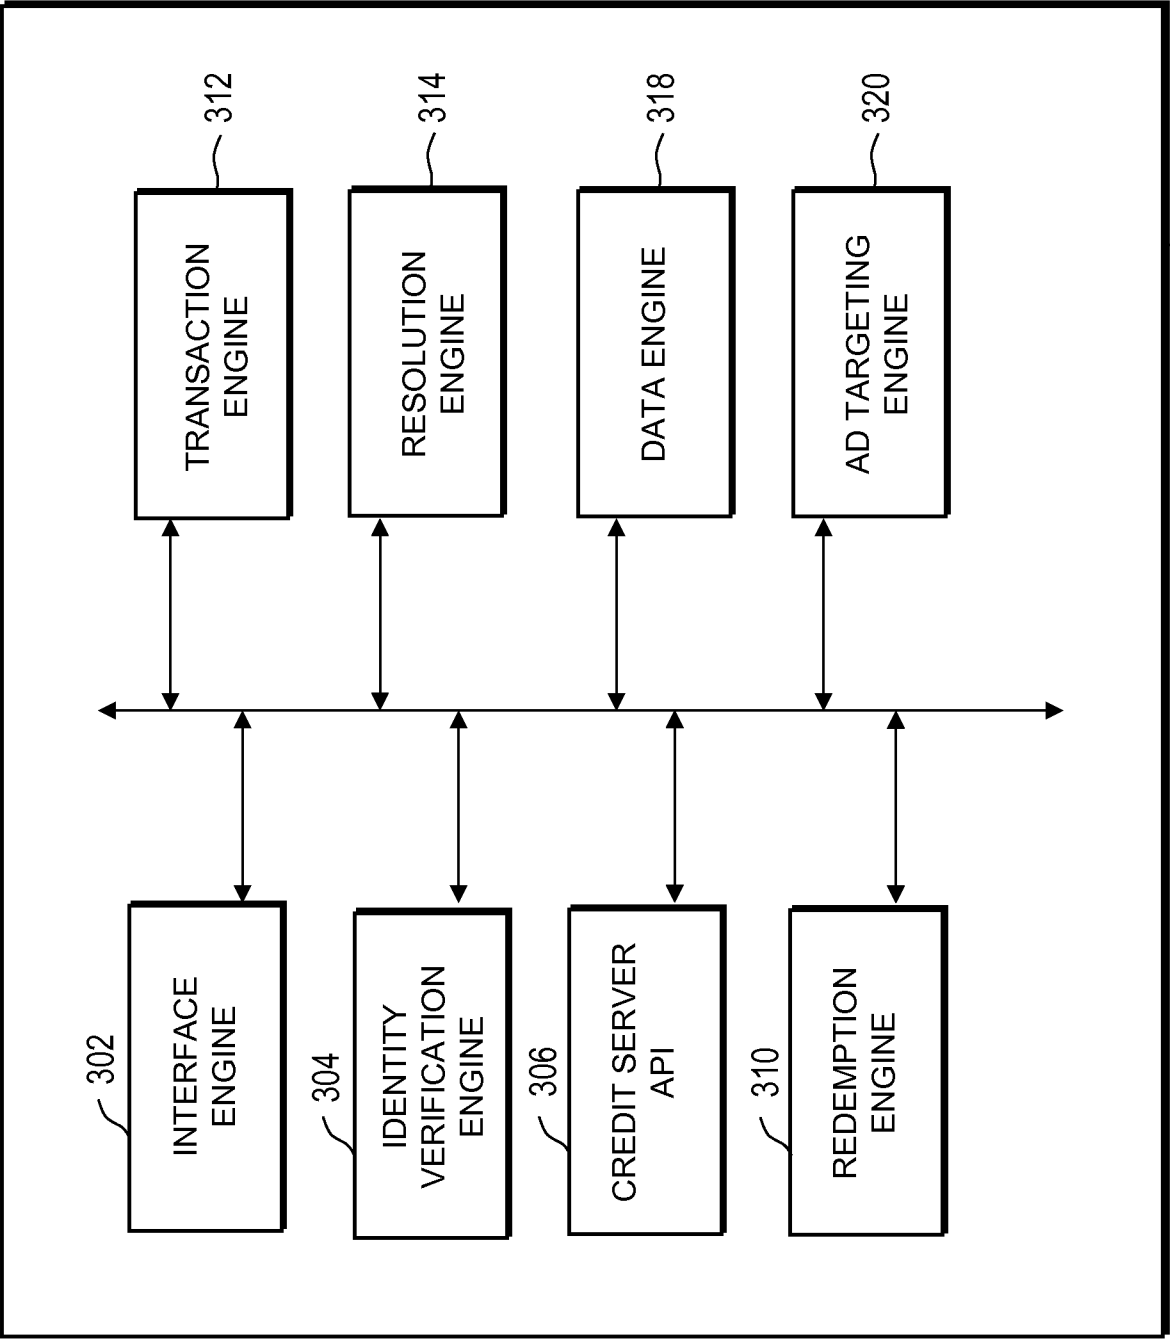 302
INTERFACE
ENGINE
312
TRANSACTION
ENGINE
304
IDENTITY
VERIFICATION
ENGINE
314
RESOLUTION
ENGINE
306
CREDIT SERVER
API
318
DATA ENGINE
310
REDEMPTION
ENGINE
320
AD TARGETING
ENGINE